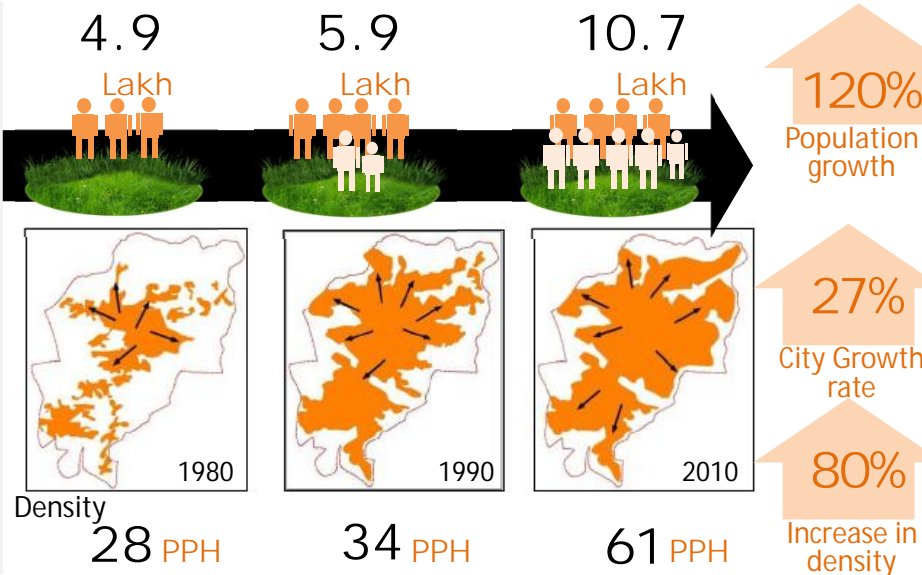 4.9
Lakh
5.9
Lakh
10.7
Lakh
120%
Population
growth
1980
1990
2010
27%
City Growth
rate
Density
28 PPH
34 PPH
61 PPH
80%
Increase in
density